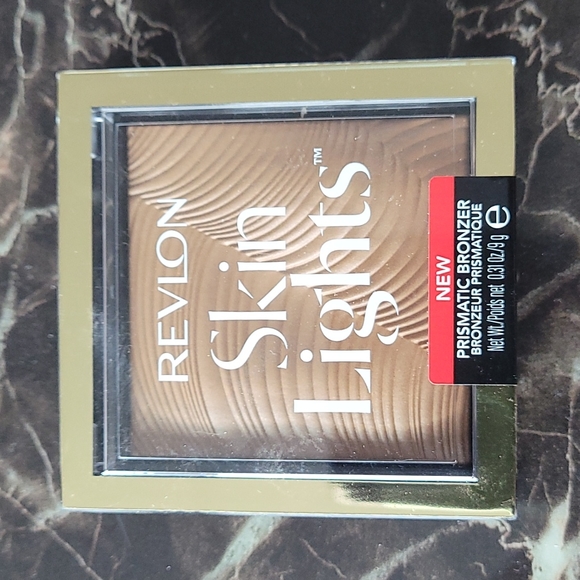 REVLON
Skin
Lights™
NEW
PRISMATIC BRONZER
BRONZEUR PRISMATIQUE
Net Wt./Poids net 0.31 Oz/9 g e